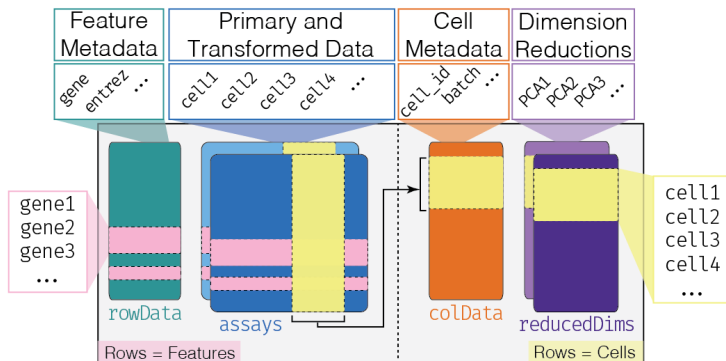 Feature
Metadata
Primary and
Transformed Data
Cell
Metadata
Dimension
Reductions
gene
entrez
...
cell1
cell2
cell3
cell4
...
cell_id
batch
...
PCA1
PCA2
PCA3
...
gene1
gene2
gene3
...
cell1
cell2
cell3
cell4
...
rowData
assays
colData
reducedDims
Rows = Features
Rows = Cells